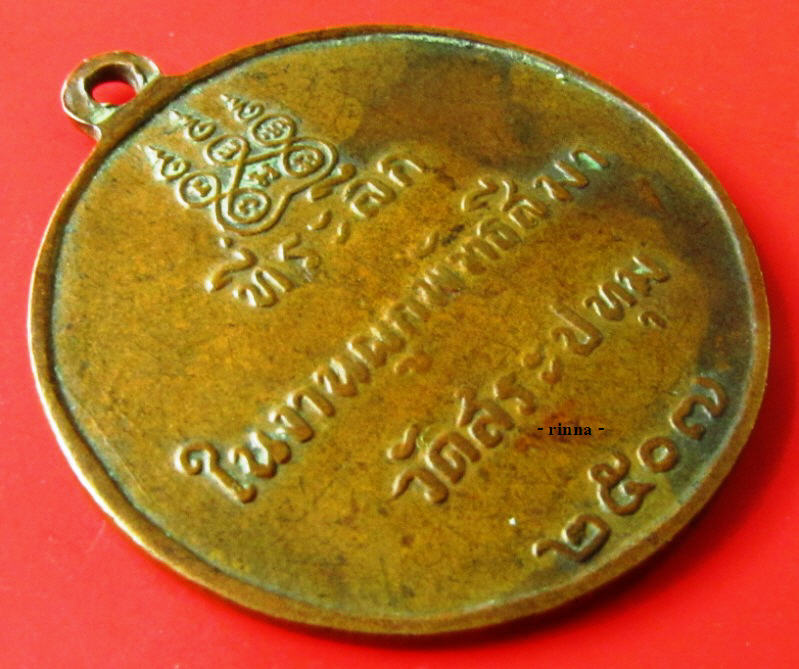 ที่ระลึก
ในงานผูกพัทธสีมา
วัดสระปทุม
๒๕๐๗
- rinna -